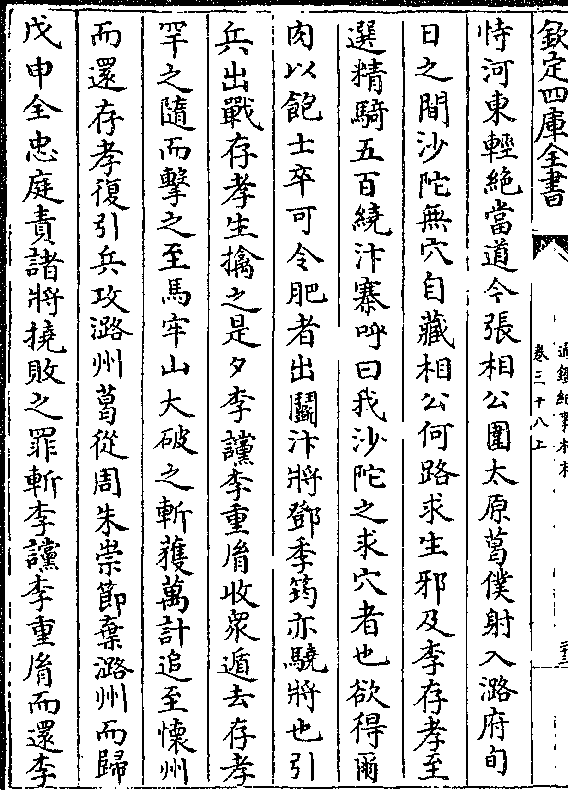 欽定四庫全書
通鑑紀事本末
卷三十八上
恃河東輕絶當道今張相公圍太原葛僕射入潞府旬
日之間沙陀無穴自藏相公何路求生邪及李存孝至
選精騎五百繞汴寨呼曰我沙陀之求穴者也欲得爾
肉以飽士卒可令肥者出鬬汴將鄧季筠亦驍將也引
兵出戰存孝生擒之是夕李讜李重胤收衆遁去存孝
罕之隨而擊之至馬牢山大破之斬獲萬計追至懷州
而還存孝復引兵攻潞州葛從周朱崇節棄潞州而歸
戊申全忠庭責諸將撓敗之罪斬李讜李重胤而還李